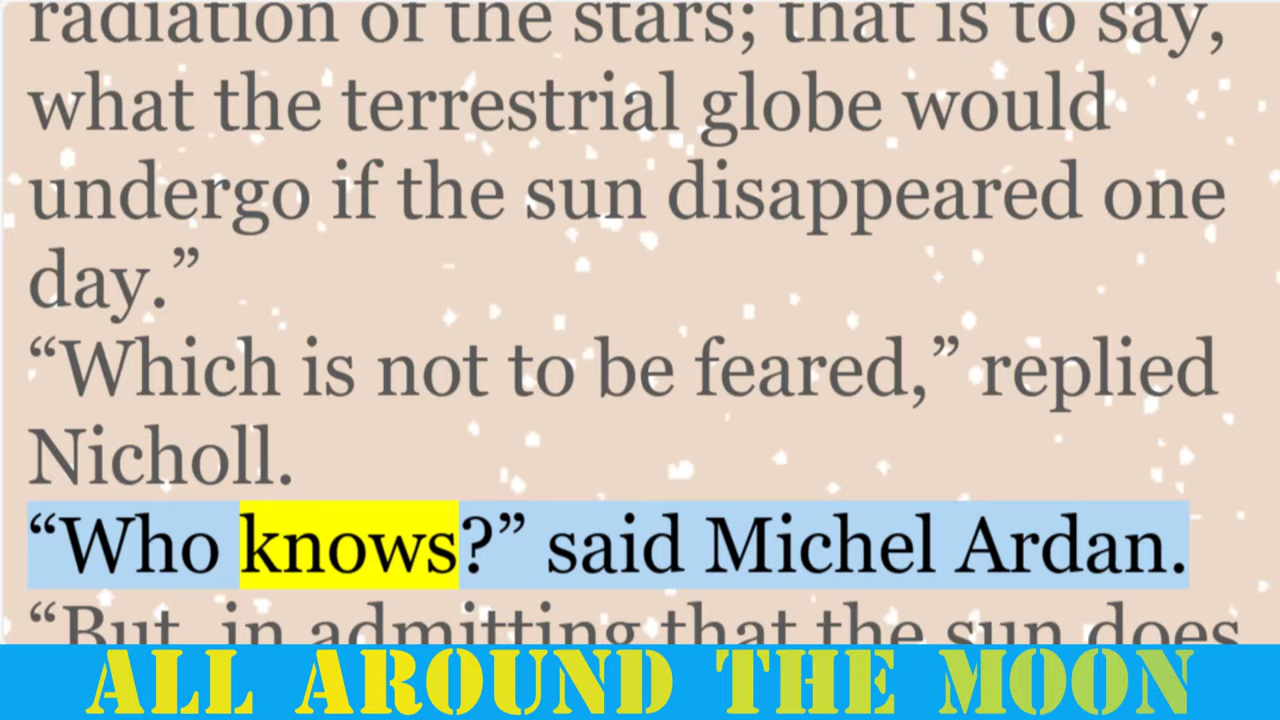 radiation of the stars; that is to say,
what the terrestrial globe would
undergo if the sun disappeared one
day.”
“Which is not to be feared,” replied
Nicholl.
“Who knows?” said Michel Ardan.
“But, in admitting that the sun does
ALL AROUND THE MOON